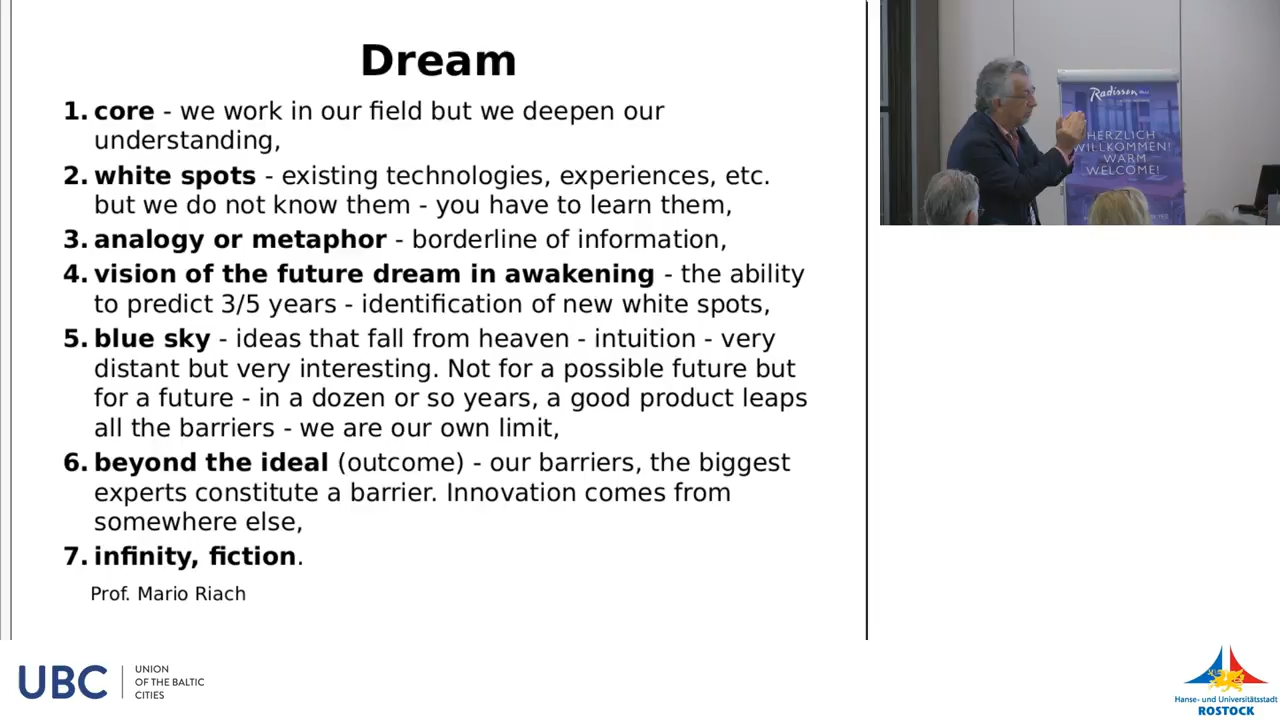 Dream
1. core - we work in our field but we deepen our
understanding,
2. white spots - existing technologies, experiences, etc.
but we do not know them - you have to learn them,
3. analogy or metaphor - borderline of information,
4. vision of the future dream in awakening - the ability
to predict 3/5 years - identification of new white spots,
5. blue sky - ideas that fall from heaven - intuition - very
distant but very interesting. Not for a possible future but
for a future - in a dozen or so years, a good product leaps
all the barriers - we are our own limit,
6. beyond the ideal (outcome) - our barriers, the biggest
experts constitute a barrier. Innovation comes from
somewhere else,
7. infinity, fiction.
Prof. Mario Riach
Radisson
HERZLICH
WILLKOMMEN!
WARM
WELCOME!
UBC
UNION
OF THE BALTIC
CITIES
Hanse- und Universitätsstadt
ROSTOCK